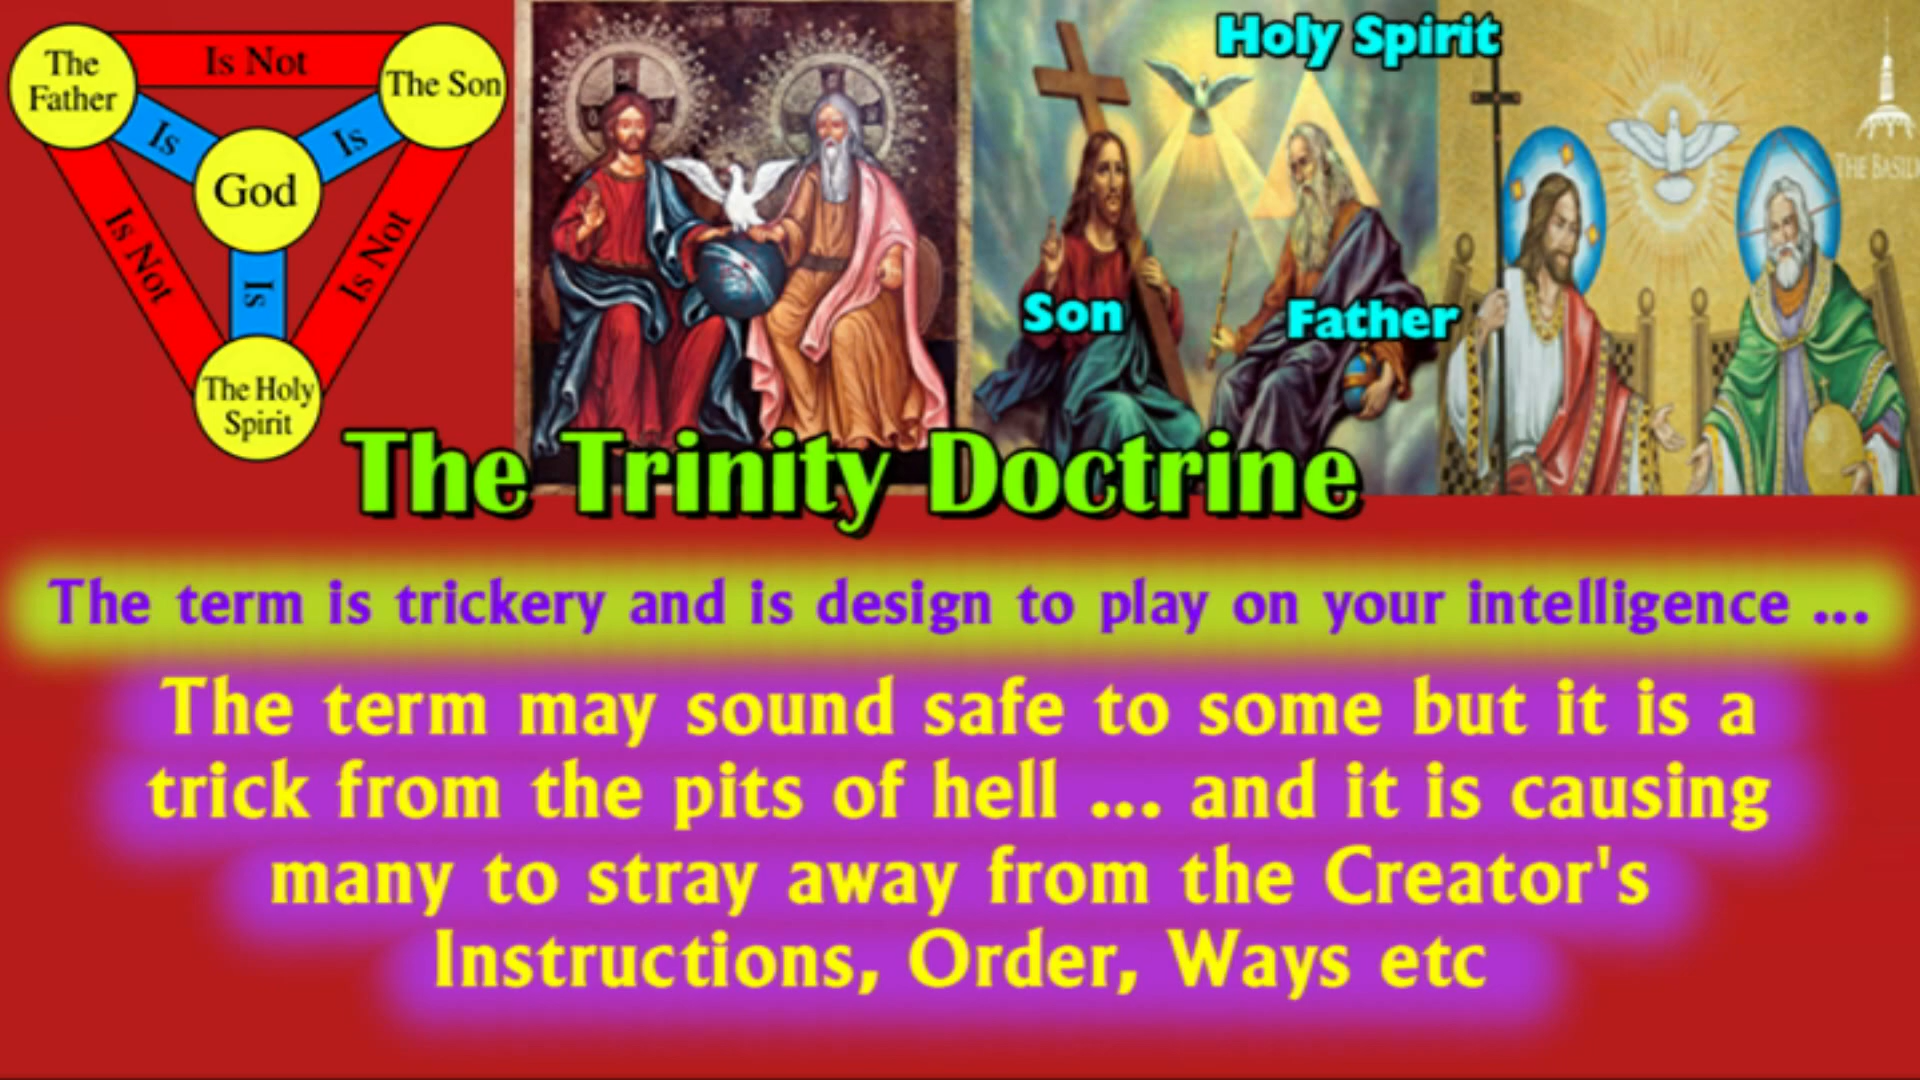 The Father
Is Not
The Son
Is
Is
God
Is Not
Is Not
Is
The Holy Spirit
Holy Spirit
Son
Father
THE BASILI
The Trinity Doctrine
The term is trickery and is design to play on your intelligence ...
The term may sound safe to some but it is a
trick from the pits of hell ... and it is causing
many to stray away from the Creator's
Instructions, Order, Ways etc